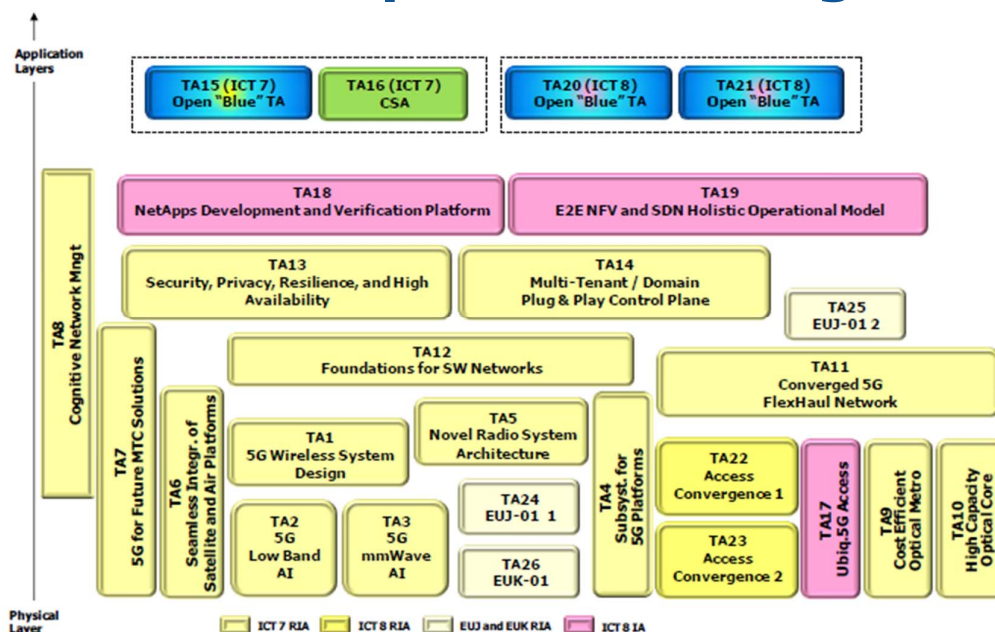 Application
Layers
TA15 (ICT 7)
Open "Blue" TA
TA16 (ICT 7)
CSA
TA20 (ICT 8)
Open "Blue" TA
TA21 (ICT 8)
Open "Blue" TA
TA8
Cognitive Network Mngt
TA18
NetApps Development and Verification Platform
TA19
E2E NFV and SDN Holistic Operational Model
TA13
Security, Privacy, Resilience, and High
Availability
TA14
Multi-Tenant / Domain
Plug & Play Control Plane
TA25
EUJ-01 2
TA7
5G for Future MTC Solutions
TA12
Foundations for SW Networks
TA11
Converged 5G
FlexHaul Network
TA6
Seamless Integr. of
Satellite and Air Platforms
TA1
5G Wireless System
Design
TA5
Novel Radio System
Architecture
TA4
Subsyst. for
5G Platforms
TA22
Access
Convergence 1
TA17
Ubiq.5G Access
TA9
Cost Efficient
Optical Metro
TA10
High Capacity
Optical Core
TA2
5G
Low Band
AI
TA3
5G
mmWave
AI
TA24
EUJ-01 1
TA26
EUK-01
TA23
Access
Convergence 2
Physical
Layer
ICT 7 RIA
ICT 8 RIA
EUJ and EUK RIA
ICT 8 IA